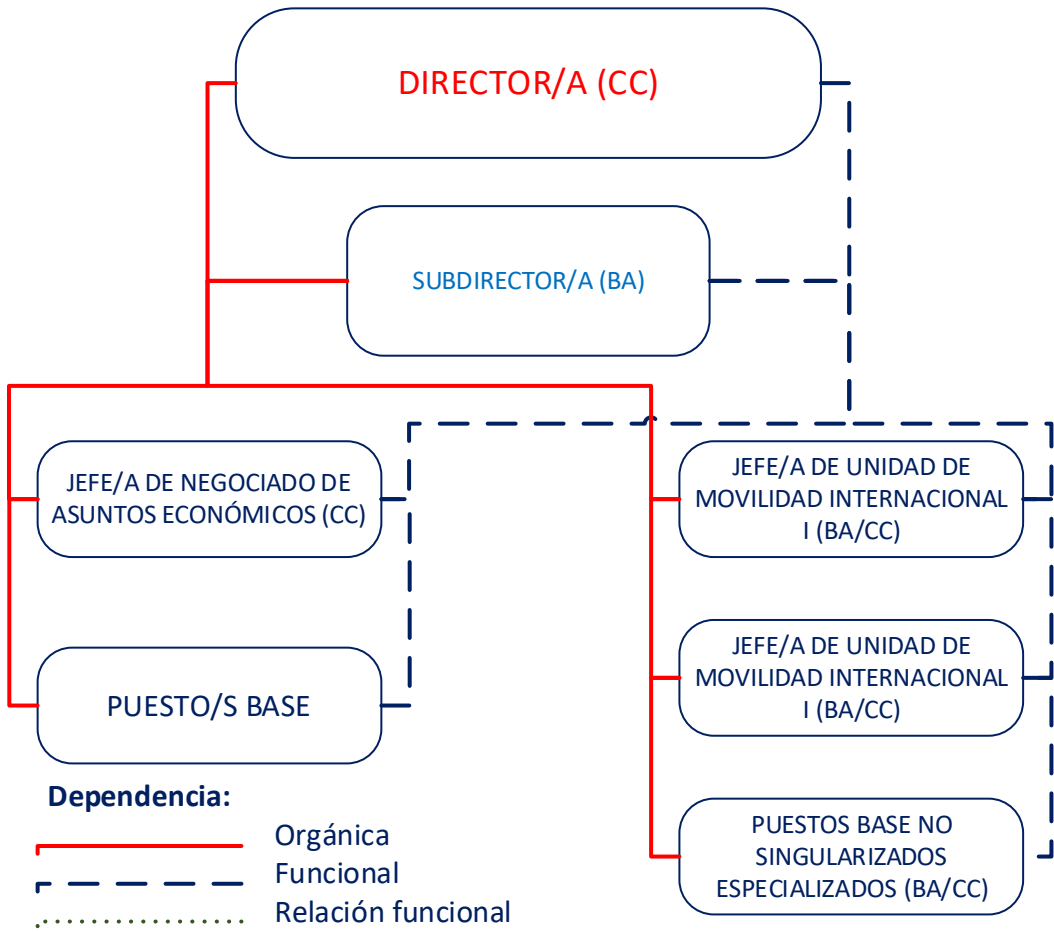 DIRECTOR/A (CC)
SUBDIRECTOR/A (BA)
JEFE/A DE NEGOCIADO DE
ASUNTOS ECONÓMICOS (CC)
JEFE/A DE UNIDAD DE
MOVILIDAD INTERNACIONAL
I (BA/CC)
PUESTO/S BASE
JEFE/A DE UNIDAD DE
MOVILIDAD INTERNACIONAL
I (BA/CC)
PUESTOS BASE NO
SINGULARIZADOS
ESPECIALIZADOS (BA/CC)
Dependencia:
Orgánica
Funcional
Relación funcional